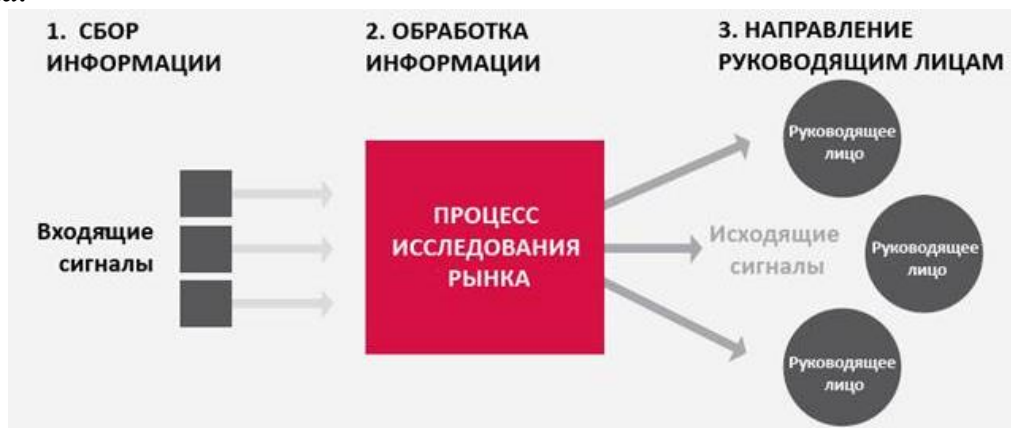 1. СБОР
ИНФОРМАЦИИ
2. ОБРАБОТКА
ИНФОРМАЦИИ
3. НАПРАВЛЕНИЕ
РУКОВОДЯЩИМ ЛИЦАМ
Входящие
сигналы
ПРОЦЕСС
ИССЛЕДОВАНИЯ
РЫНКА
Исходящие
сигналы
Руководящее
лицо
Руководящее
лицо
Руководящее
лицо